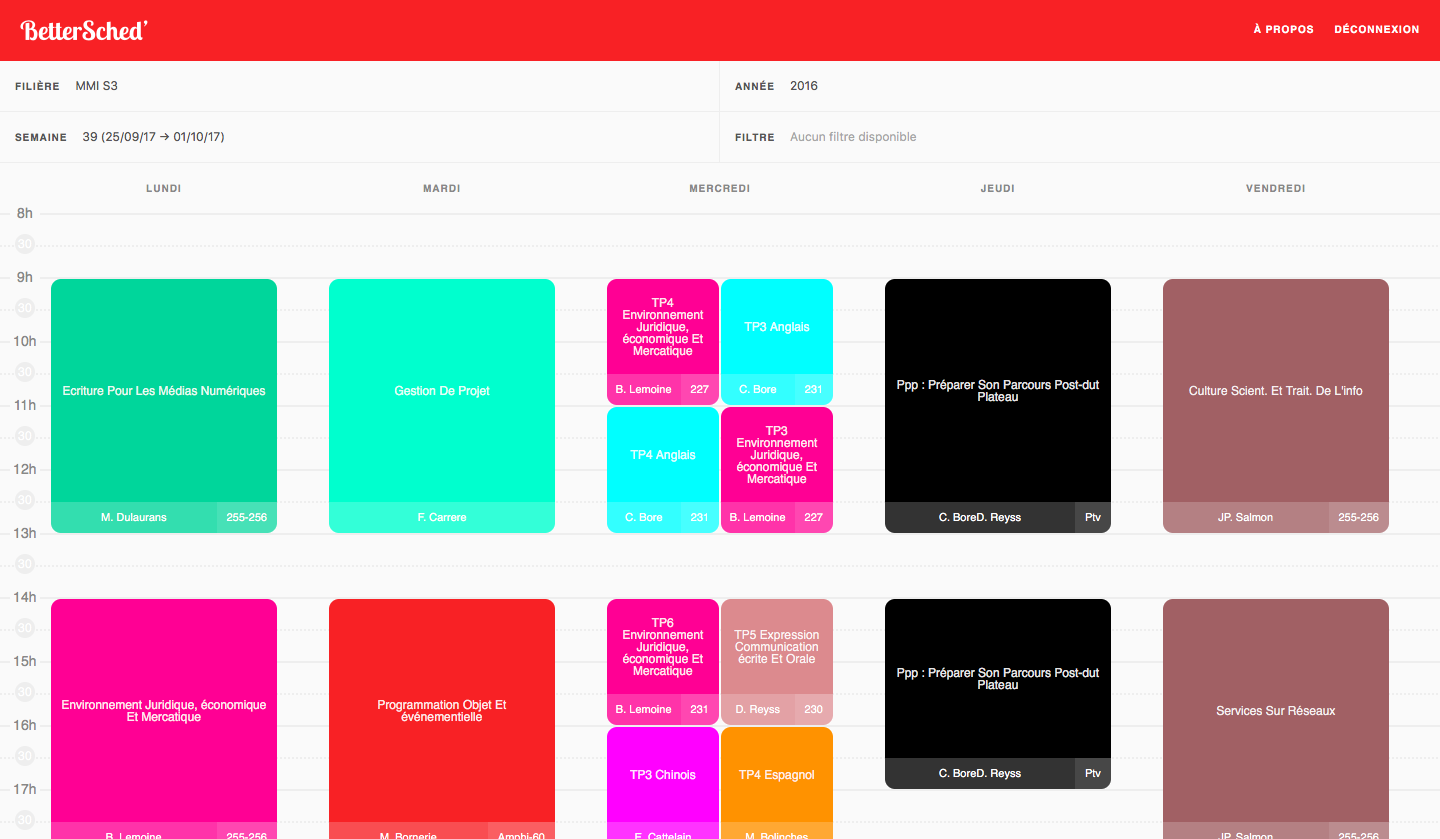 BetterSched'
À PROPOS
DÉCONNEXION
FILIÈRE MMI S3
ANNÉE 2016
SEMAINE 39 (25/09/17 → 01/10/17)
FILTRE Aucun filtre disponible
LUNDI
MARDI
MERCREDI
JEUDI
VENDREDI
8h
30
9h
30
10h
30
11h
30
12h
30
13h
30
14h
30
15h
30
16h
30
17h
30
Ecriture Pour Les Médias Numériques
M. Dulaurans
255-256
Environnement Juridique, économique
Et Mercatique
B. Lemoine
255-256
Gestion De Projet
F. Carrere
Programmation Objet Et
événementielle
M. Bornerie
Amphi-60
TP4
Environnement
Juridique,
économique Et
Mercatique
B. Lemoine
227
TP3 Anglais
C. Bore
231
TP4 Anglais
C. Bore
231
TP3
Environnement
Juridique,
économique Et
Mercatique
B. Lemoine
227
TP6
Environnement
Juridique,
économique Et
Mercatique
B. Lemoine
231
TP5 Expression
Communication
écrite Et Orale
D. Reyss
230
TP3 Chinois
E. Cattelain
TP4 Espagnol
M. Bolinches
Ppp : Préparer Son Parcours Post-dut
Plateau
C. BoreD. Reyss
Ptv
Ppp : Préparer Son Parcours Post-dut
Plateau
C. BoreD. Reyss
Ptv
Culture Scient. Et Trait. De L'info
JP. Salmon
255-256
Services Sur Réseaux
JP. Salmon
255-256